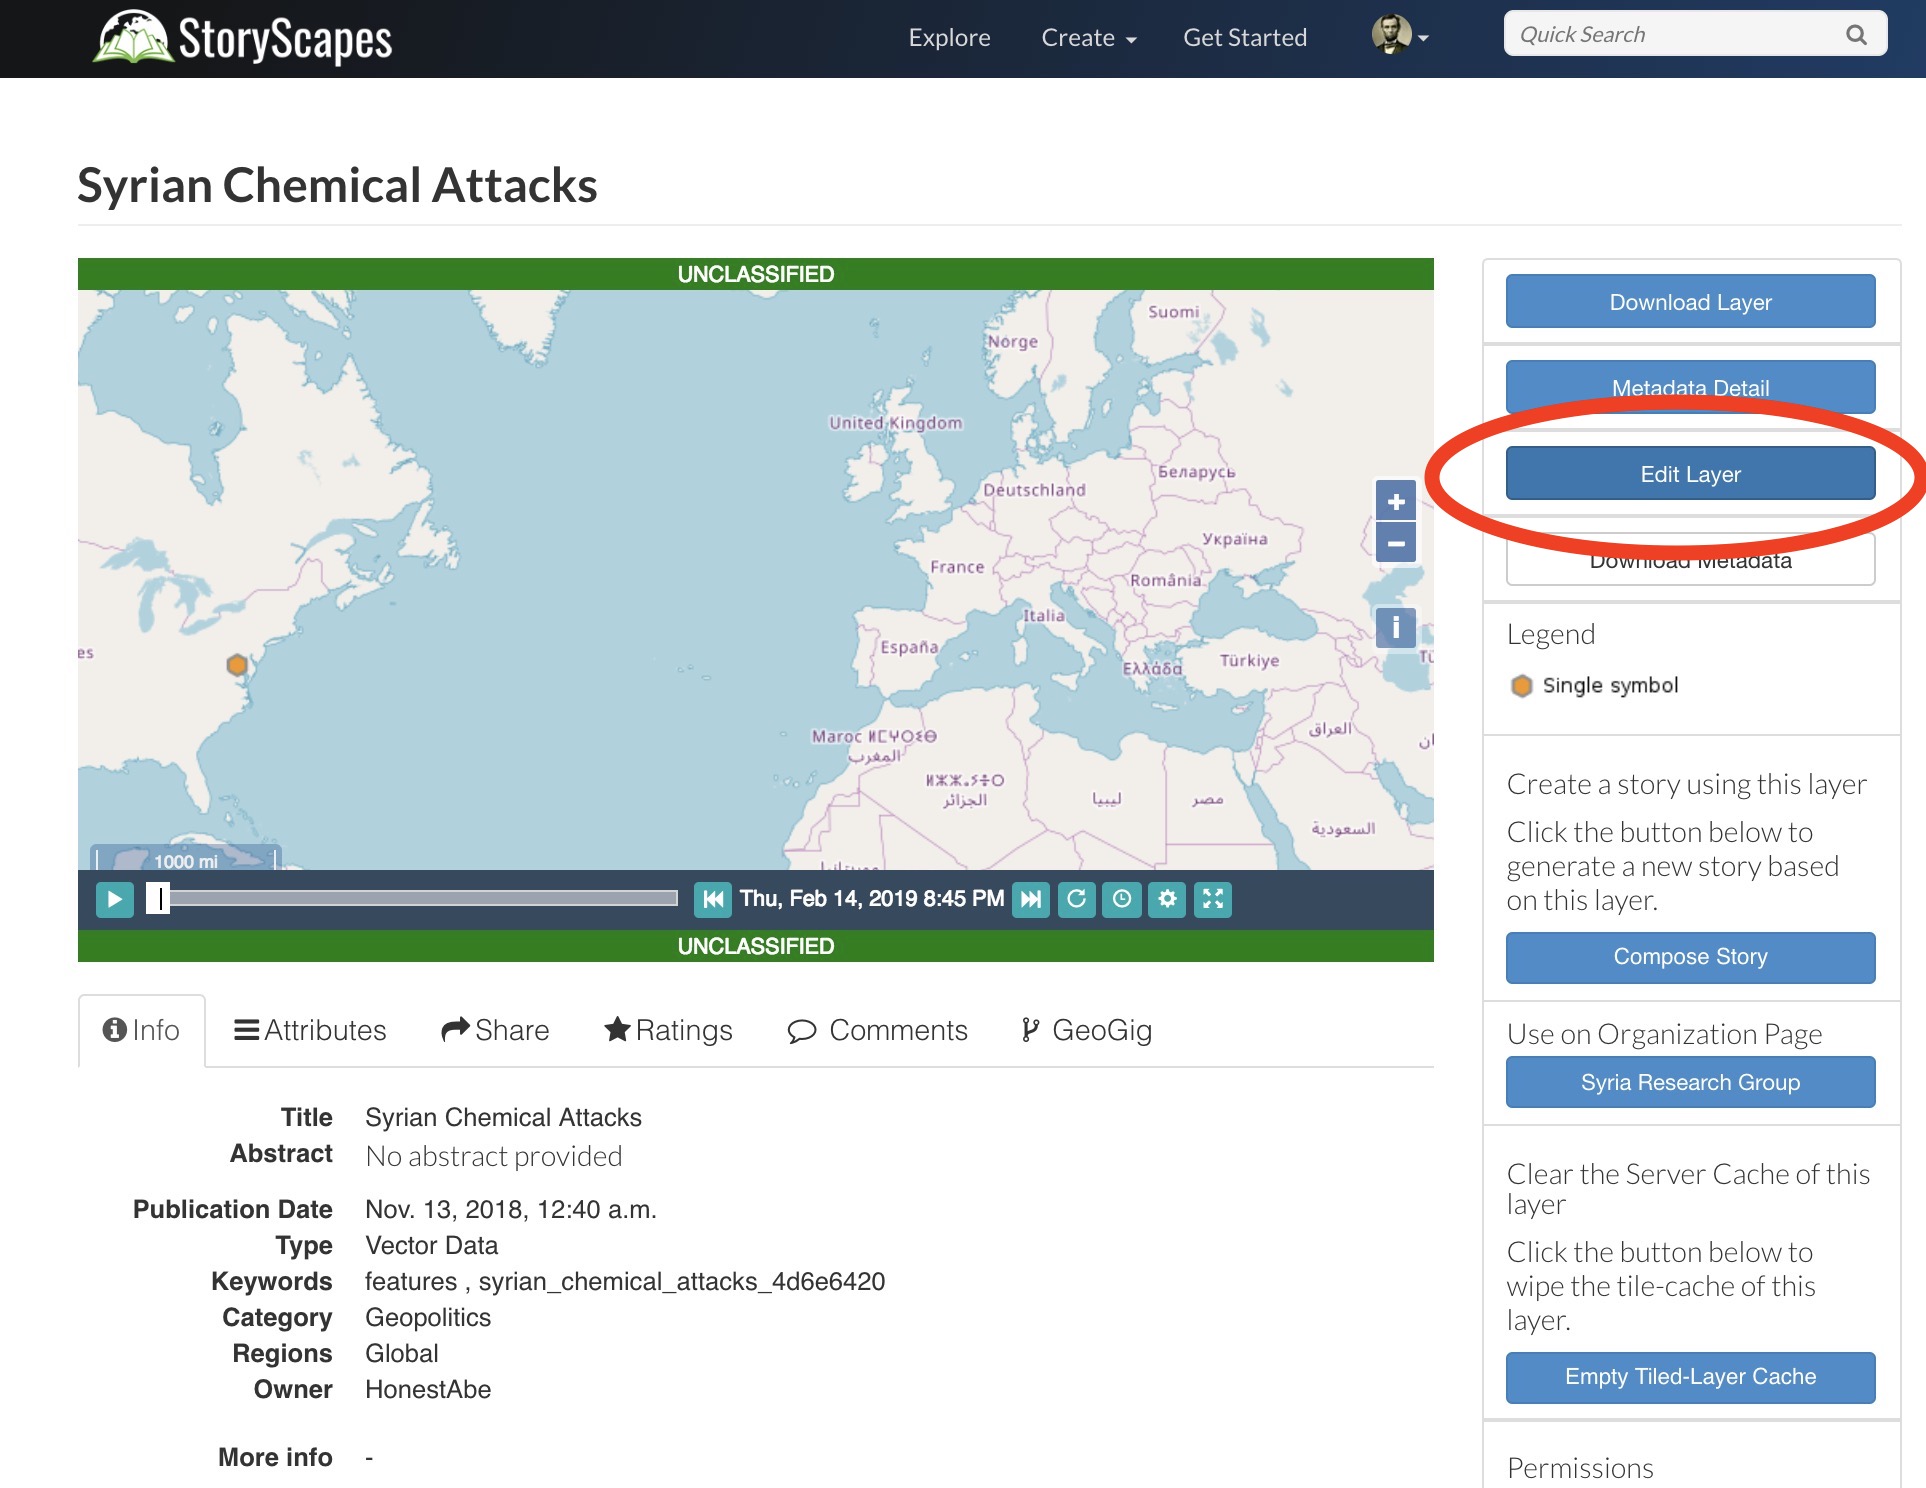 StoryScapes
Explore
Create
Get Started
Quick Search
Syrian Chemical Attacks
UNCLASSIFIED
Suomi
Norge
United Kingdom
Беларусь
Deutschland
Україна
France
România
Italia
España
Ελλάδα
Türkiye
es
Maroc ⵍⵎⵖⵔⵉⴱ
المغرب
العراق
الجزائر
ليبيا
مصر
السعودية
1000 mi
Thu, Feb 14, 2019 8:45 PM
UNCLASSIFIED
Info
Attributes
Share
Ratings
Comments
GeoGig
Title Syrian Chemical Attacks
Abstract No abstract provided
Publication Date Nov. 13, 2018, 12:40 a.m.
Type Vector Data
Keywords features , syrian_chemical_attacks_4d6e6420
Category Geopolitics
Regions Global
Owner HonestAbe
More info -
Download Layer
Metadata Detail
Edit Layer
Download Metadata
Legend
Single symbol
Create a story using this layer
Click the button below to
generate a new story based
on this layer.
Compose Story
Use on Organization Page
Syria Research Group
Clear the Server Cache of this
layer
Click the button below to
wipe the tile-cache of this
layer.
Empty Tiled-Layer Cache
Permissions